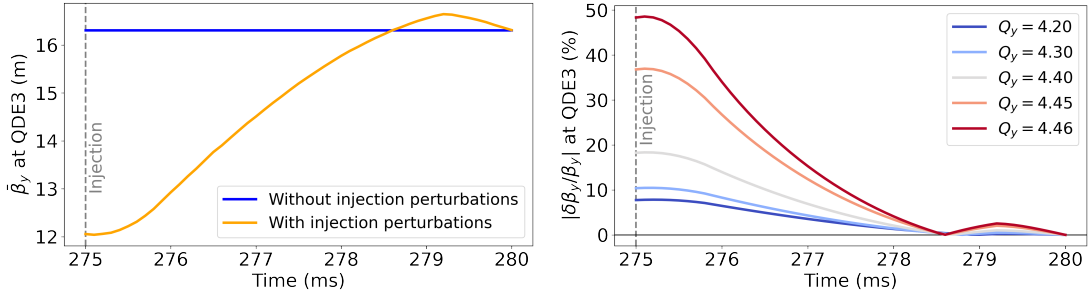 16
15
14
13
12
β̄y at QDE3 (m)
Injection
Without injection perturbations
With injection perturbations
275 276 277 278 279 280
Time (ms)
50
40
30
20
10
0
|δβy/βy| at QDE3 (%)
Injection
Qy = 4.20
Qy = 4.30
Qy = 4.40
Qy = 4.45
Qy = 4.46
275 276 277 278 279 280
Time (ms)